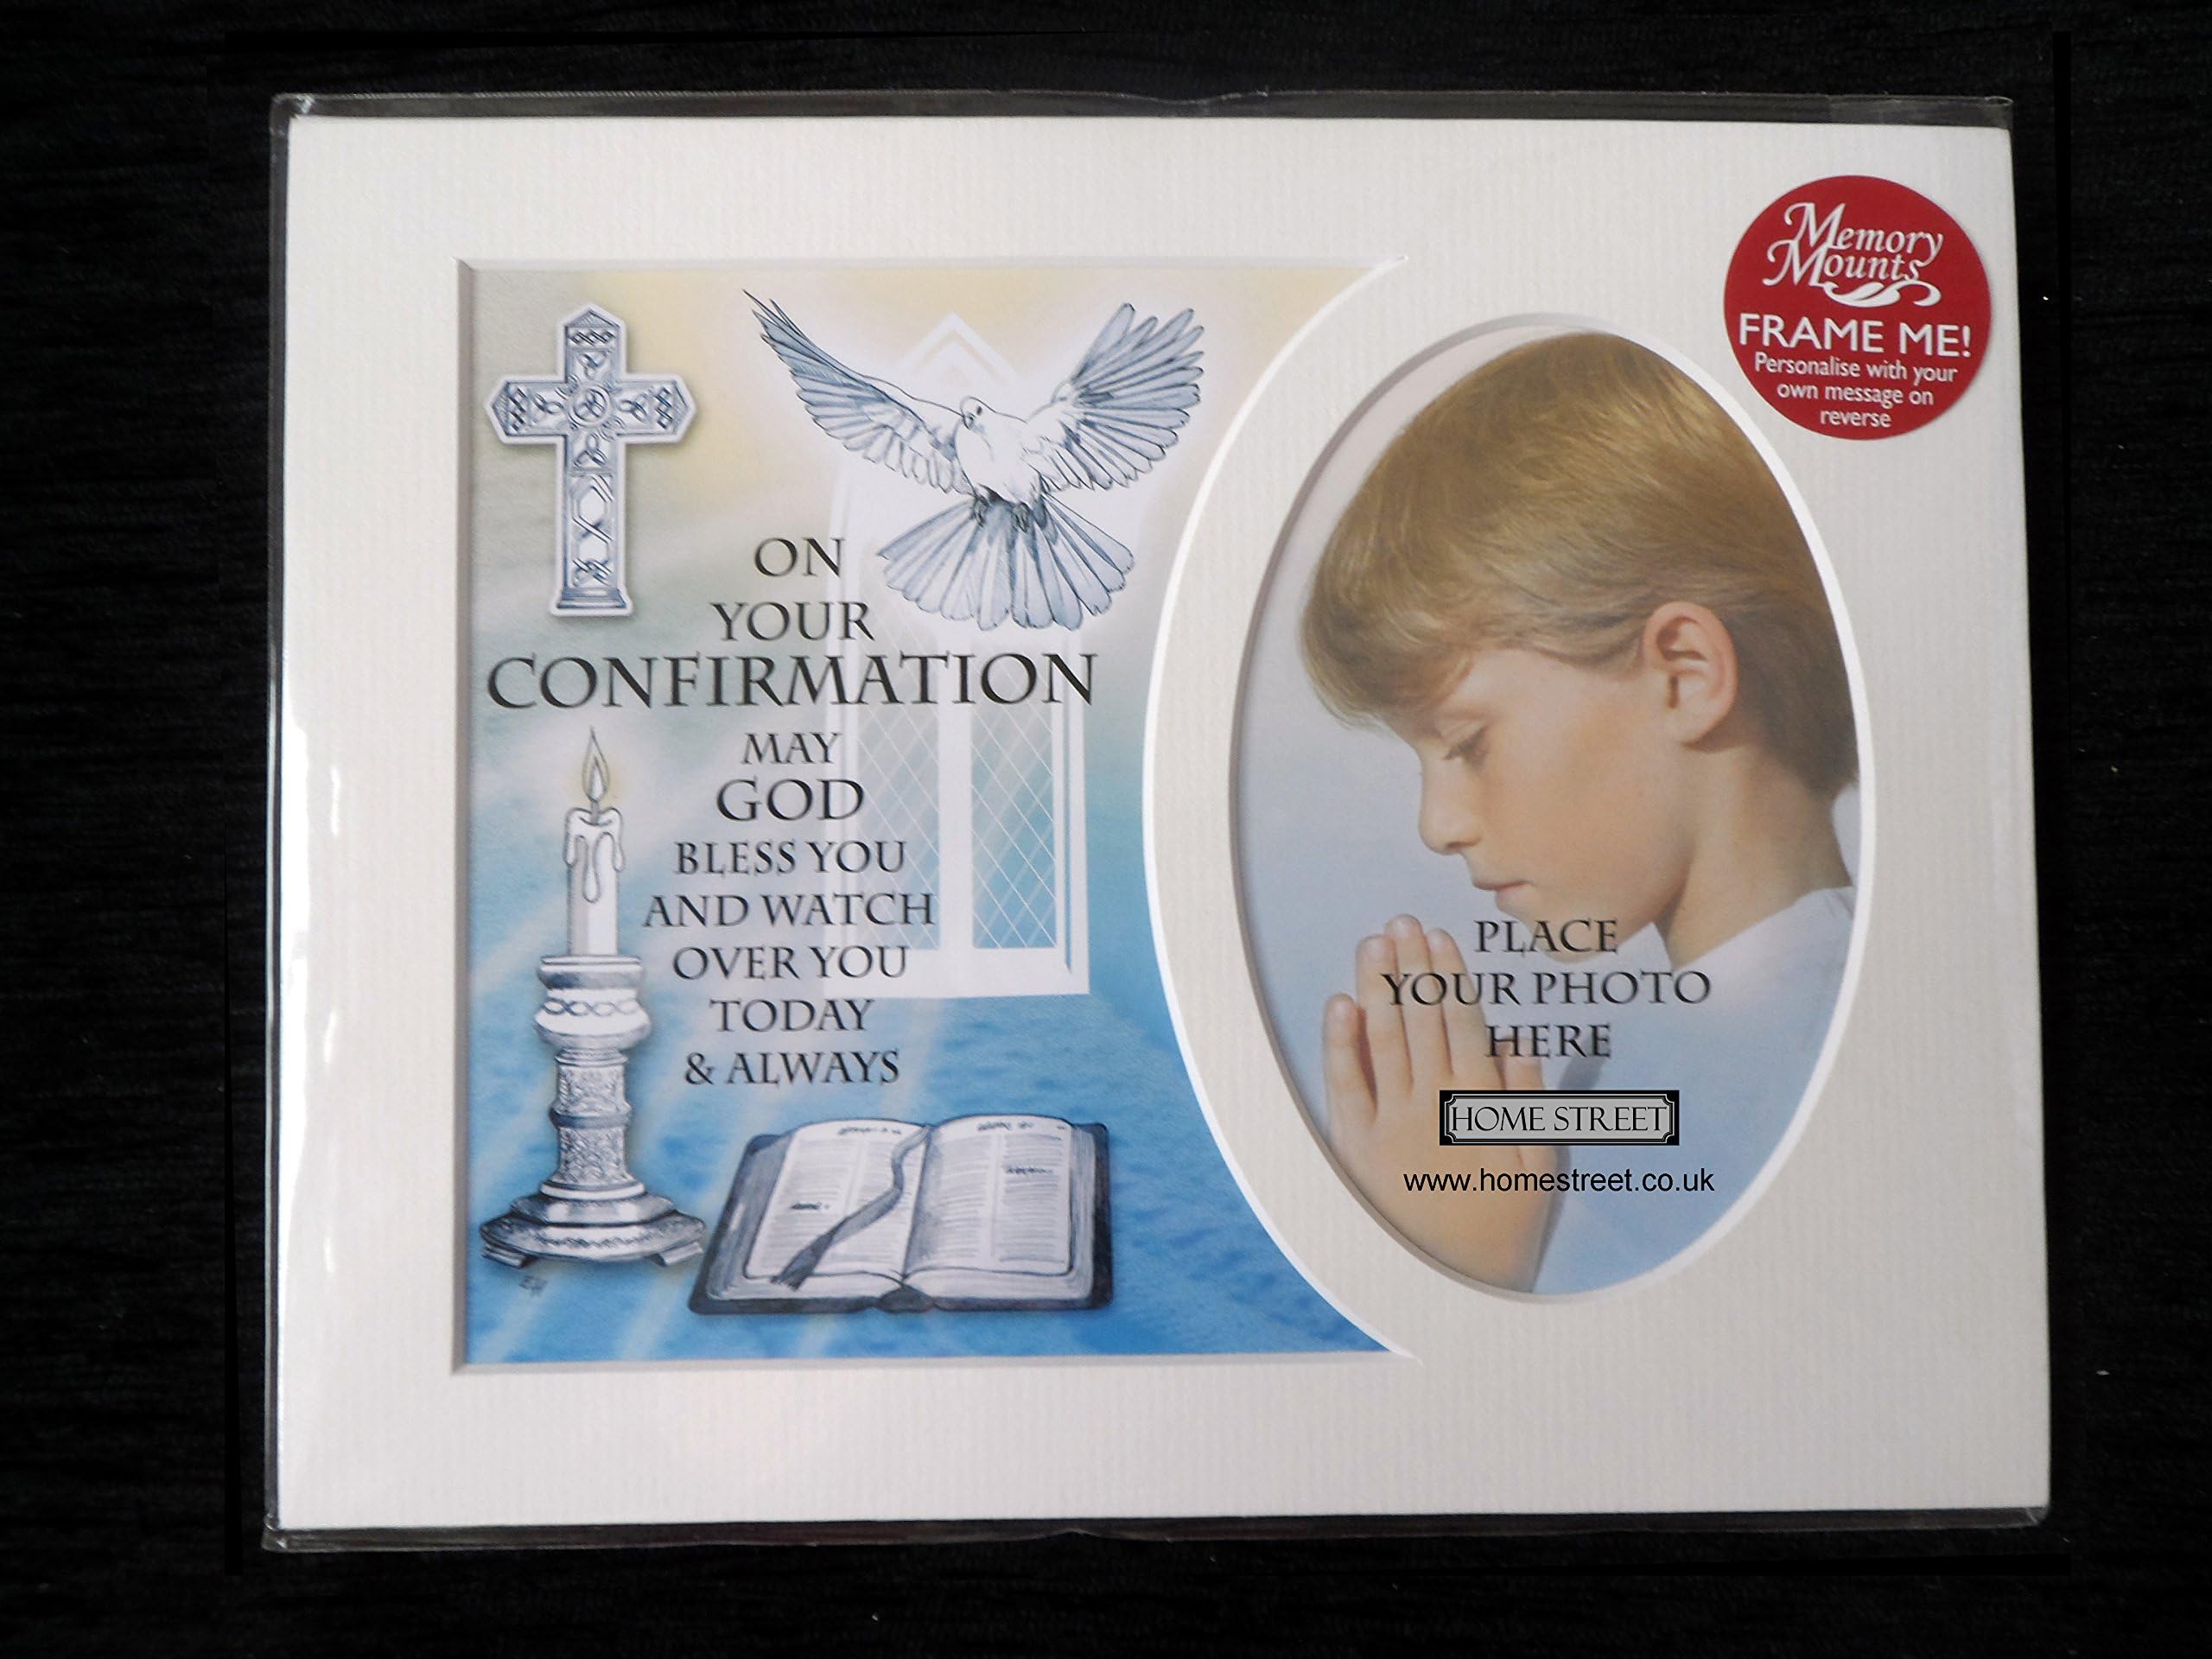 Memory
Mounts
FRAME ME!
Personalise with your
own message on
reverse
ON
YOUR
CONFIRMATION
MAY
GOD
BLESS YOU
AND WATCH
OVER YOU
TODAY
& ALWAYS
PLACE
YOUR PHOTO
HERE
HOME STREET
www.homestreet.co.uk